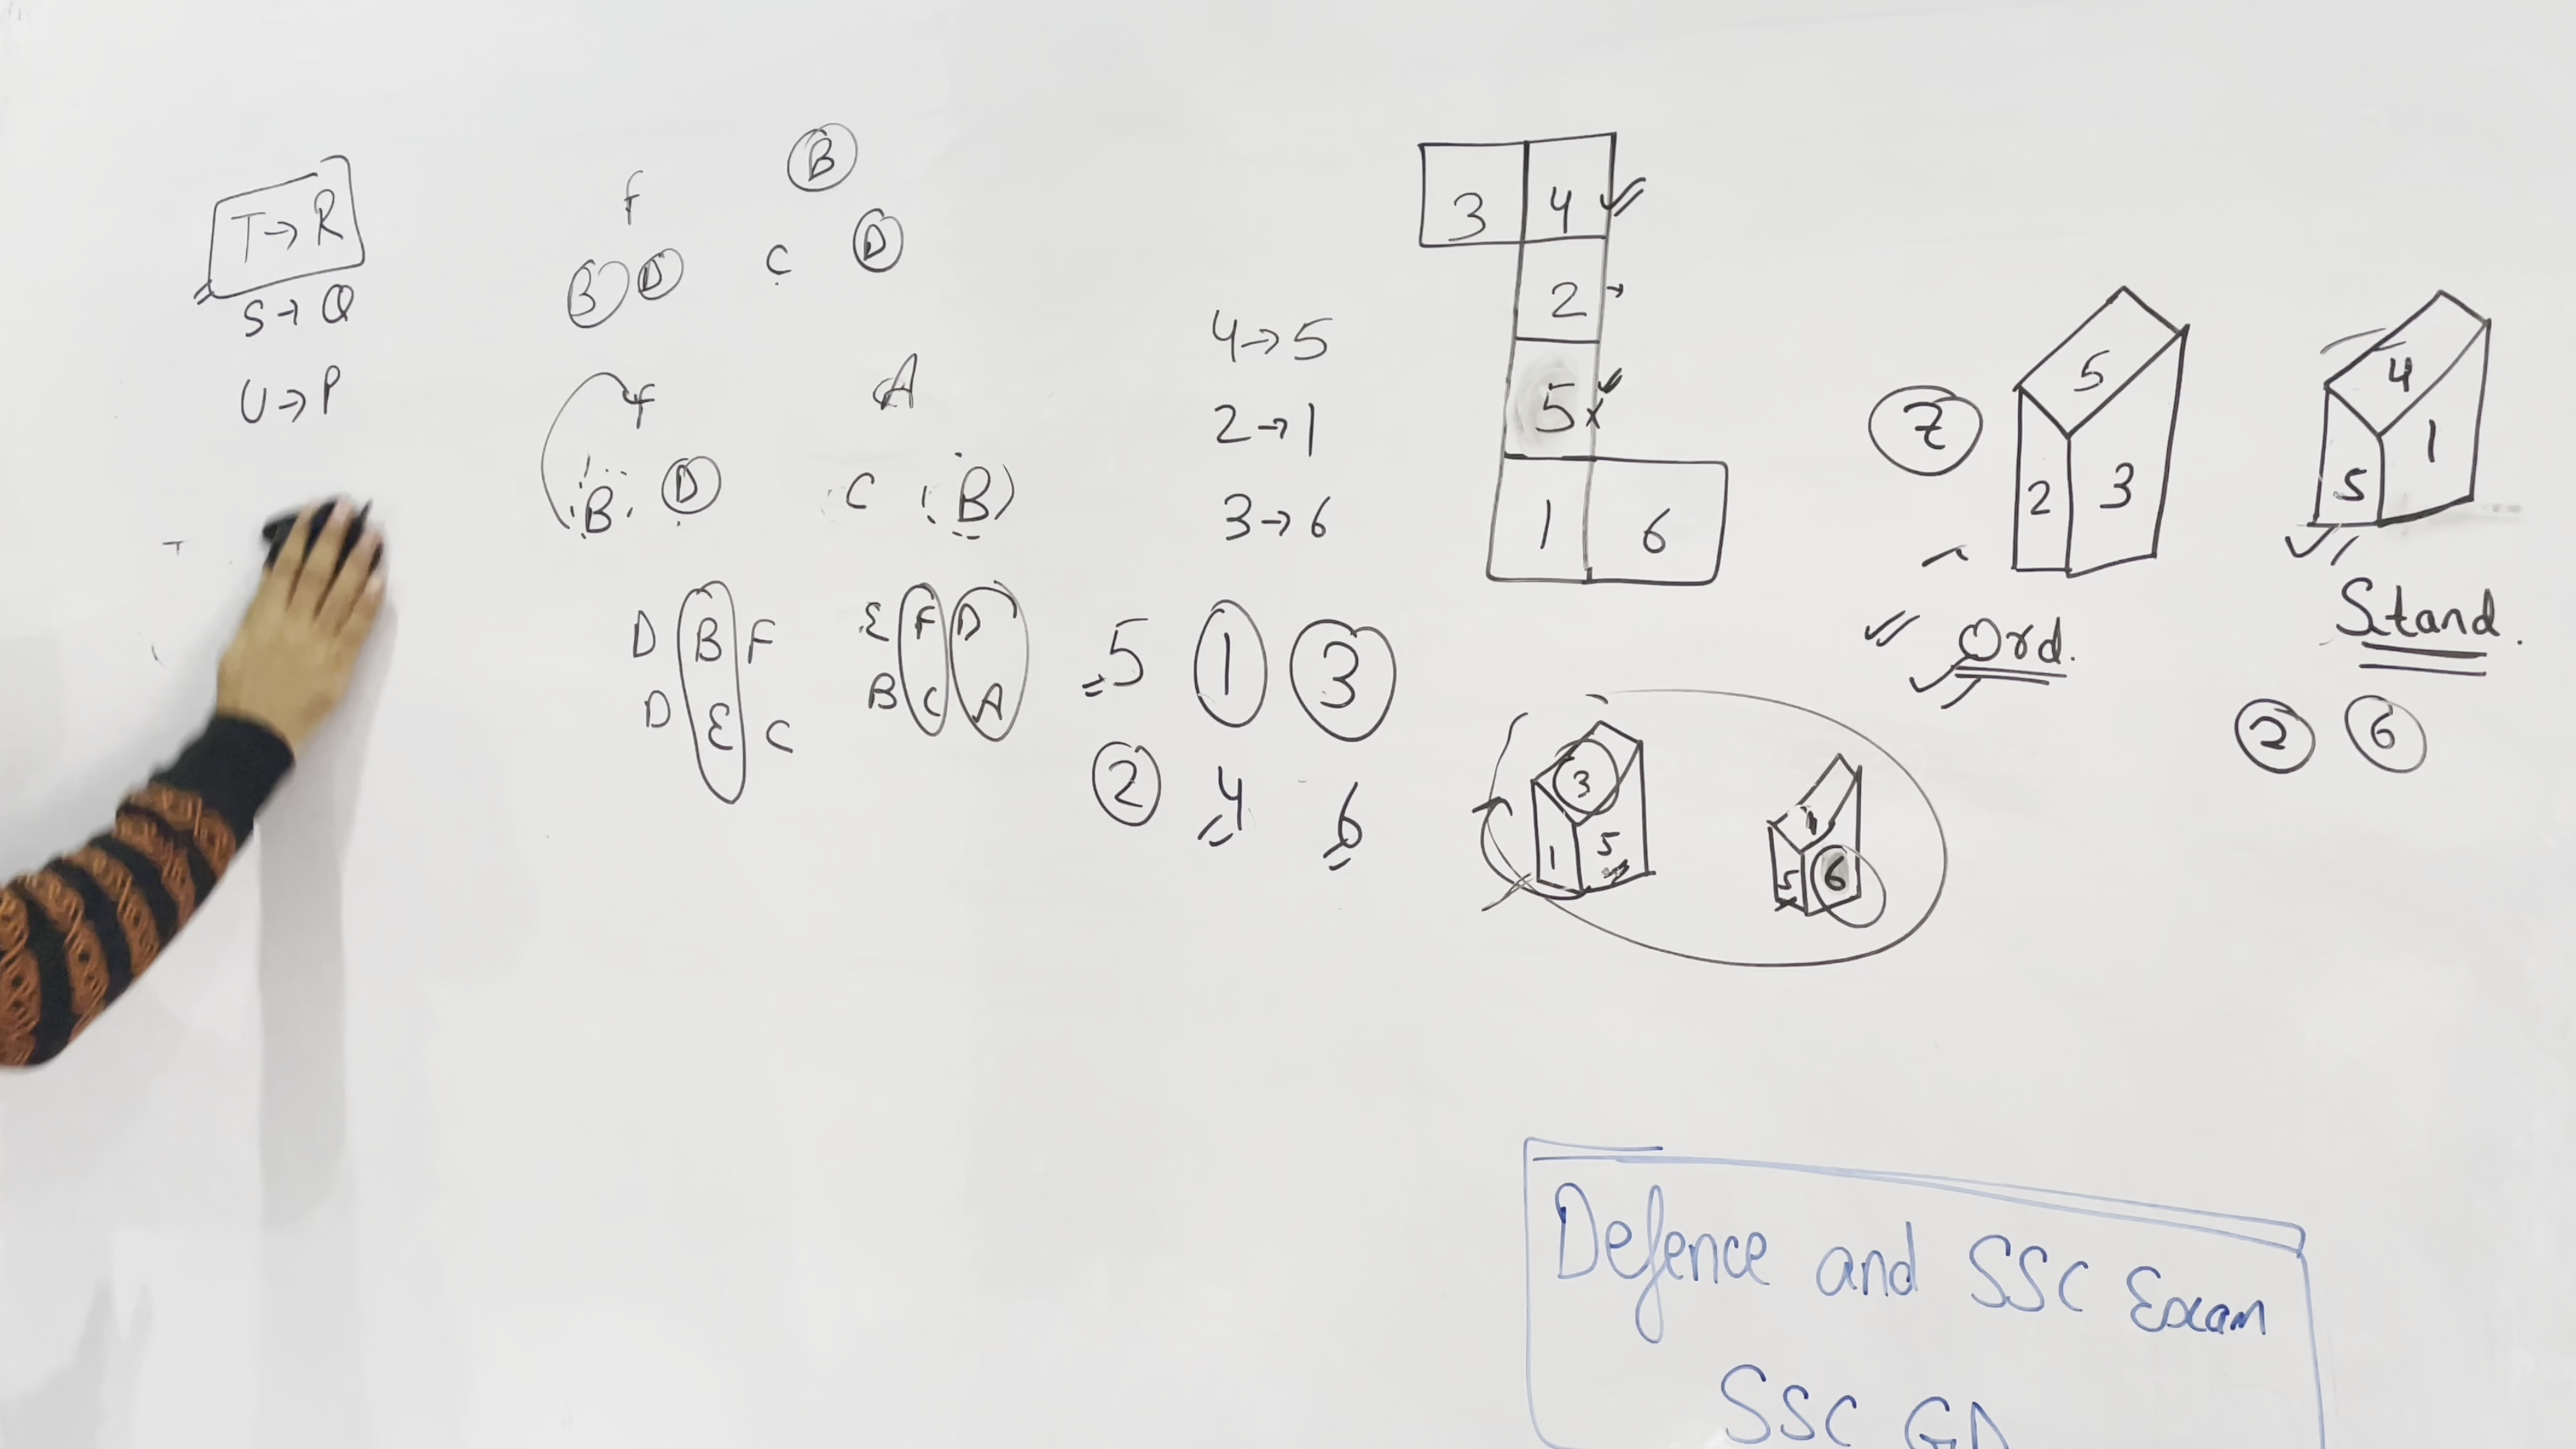 T→R
S→Q
U→P
F
B D
B
C D
F
B D
A
C B
D B F
D E C
E F D
B C A
4→5
2→1
3→6
5 1 3
2 4 6
3 4
2
5
1 6
3
1 5
5 6
5
2 3
Ord.
4
5 1
Stand.
2 6
Defence and SSC Exam